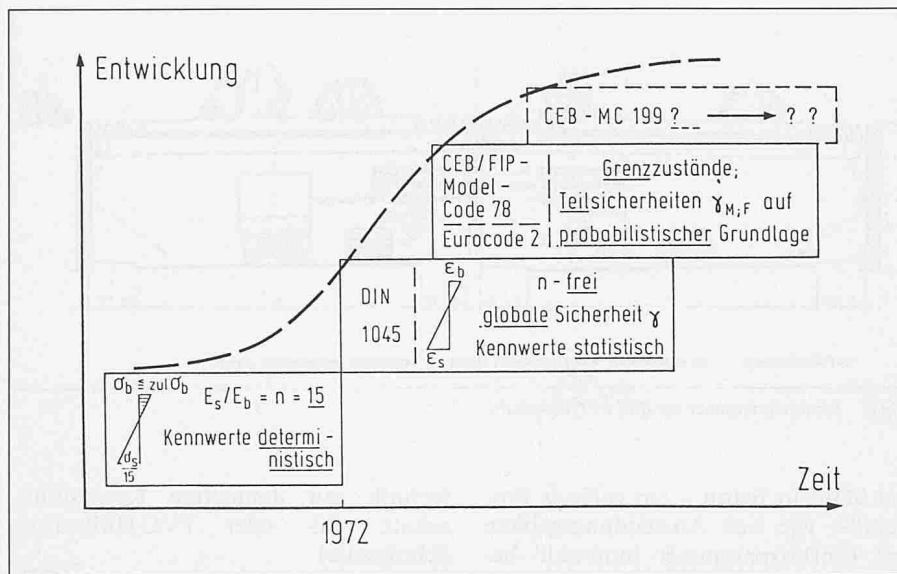 Entwicklung
CEB - MC 199?__ → ? ?
CEB/FIP -
Model -
Code 78
Eurocode 2
Grenzzustände;
Teilsicherheiten γM;F auf
probabilistischer Grundlage
DIN
1045
εb
εs
n - frei
globale Sicherheit γ
Kennwerte statistisch
σb ≦ zul σb
σs
15
Es/Eb = n = 15
Kennwerte determi -
nistisch
Zeit
1972